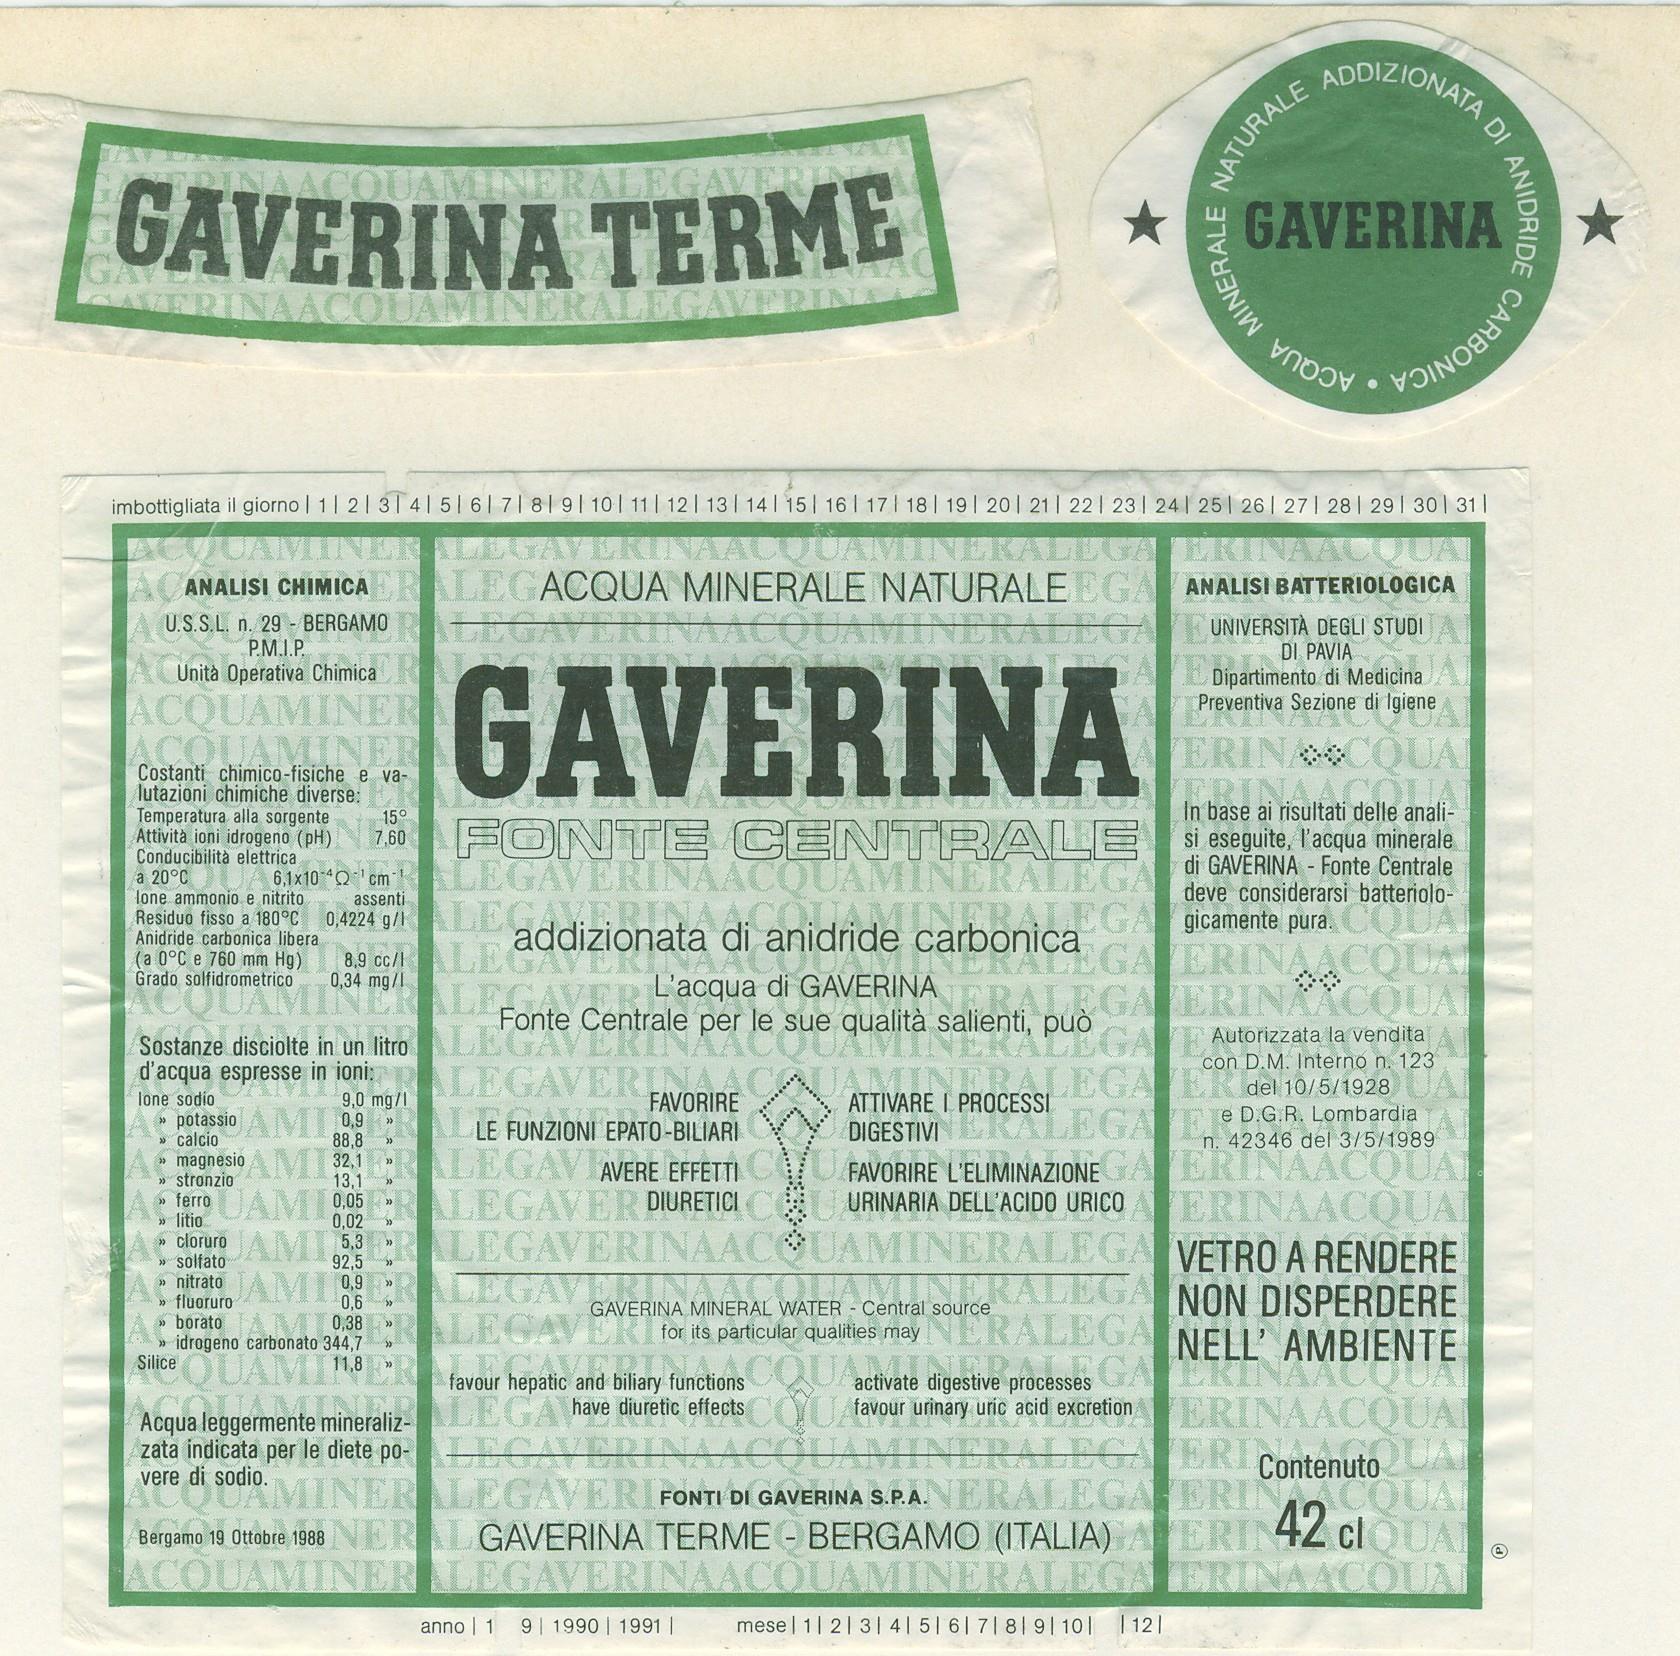 GAVERINA TERME
ACQUA MINERALE NATURALE ADDIZIONATA DI ANIDRIDE CARBONICA •
GAVERINA
imbottigliata il giorno | 1 | 2 | 3 | 4 | 5 | 6 | 7 | 8 | 9 | 10 | 11 | 12 | 13 | 14 | 15 | 16 | 17 | 18 | 19 | 20 | 21 | 22 | 23 | 24 | 25 | 26 | 27 | 28 | 29 | 30 | 31 |
ANALISI CHIMICA
U.S.S.L. n. 29 - BERGAMO
P.M.I.P.
Unità Operativa Chimica
Costanti chimico-fisiche e va-
lutazioni chimiche diverse:
Temperatura alla sorgente 15°
Attività ioni idrogeno (pH) 7,60
Conducibilità elettrica
a 20°C 6,1x10⁻⁴Ω⁻¹cm⁻¹
Ione ammonio e nitrito assenti
Residuo fisso a 180°C 0,4224 g/l
Anidride carbonica libera
(a 0°C e 760 mm Hg) 8,9 cc/l
Grado solfidrometrico 0,34 mg/l
Sostanze disciolte in un litro
d'acqua espresse in ioni:
Ione sodio 9,0 mg/l
» potassio 0,9 »
» calcio 88,8 »
» magnesio 32,1 »
» stronzio 13,1 »
» ferro 0,05 »
» litio 0,02 »
» cloruro 5,3 »
» solfato 92,5 »
» nitrato 0,9 »
» fluoruro 0,6 »
» borato 0,38 »
» idrogeno carbonato 344,7 »
Silice 11,8 »
Acqua leggermente mineraliz-
zata indicata per le diete po-
vere di sodio.
Bergamo 19 Ottobre 1988
ACQUA MINERALE NATURALE
GAVERINA
FONTE CENTRALE
addizionata di anidride carbonica
L'acqua di GAVERINA
Fonte Centrale per le sue qualità salienti, può
FAVORIRE
LE FUNZIONI EPATO-BILIARI
AVERE EFFETTI
DIURETICI
ATTIVARE I PROCESSI
DIGESTIVI
FAVORIRE L'ELIMINAZIONE
URINARIA DELL'ACIDO URICO
GAVERINA MINERAL WATER - Central source
for its particular qualities may
favour hepatic and biliary functions
have diuretic effects
activate digestive processes
favour urinary uric acid excretion
FONTI DI GAVERINA S.P.A.
GAVERINA TERME - BERGAMO (ITALIA)
ANALISI BATTERIOLOGICA
UNIVERSITÀ DEGLI STUDI
DI PAVIA
Dipartimento di Medicina
Preventiva Sezione di Igiene
In base ai risultati delle anali-
si eseguite, l'acqua minerale
di GAVERINA - Fonte Centrale
deve considerarsi batteriolo-
gicamente pura.
Autorizzata la vendita
con D.M. Interno n. 123
del 10/5/1928
e D.G.R. Lombardia
n. 42346 del 3/5/1989
VETRO A RENDERE
NON DISPERDERE
NELL' AMBIENTE
Contenuto
42 cl
Ⓟ
anno | 1 9 | 1990 | 1991 | mese | 1 | 2 | 3 | 4 | 5 | 6 | 7 | 8 | 9 | 10 | | 12 |